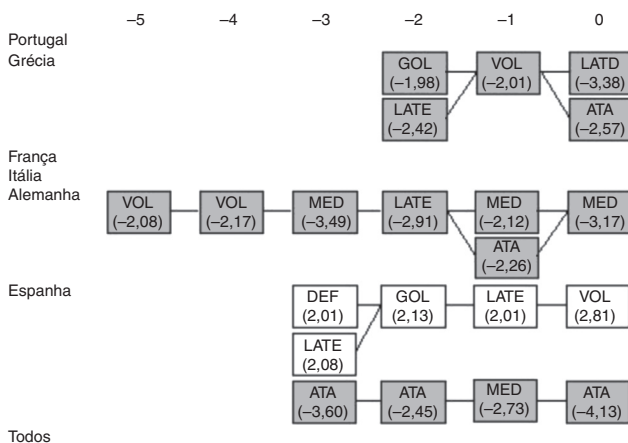 –5 –4 –3 –2 –1 0
Portugal
Grécia
GOL VOL LATD
(–1,98) (–2,01) (–3,38)
LATE ATA
(–2,42) (–2,57)
França
Itália
Alemanha
VOL VOL MED LATE MED MED
(–2,08) (–2,17) (–3,49) (–2,91) (–2,12) (–3,17)
ATA
(–2,26)
Espanha
DEF GOL LATE VOL
(2,01) (2,13) (2,01) (2,81)
LATE
(2,08)
ATA ATA MED ATA
(–3,60) (–2,45) (–2,73) (–4,13)
Todos